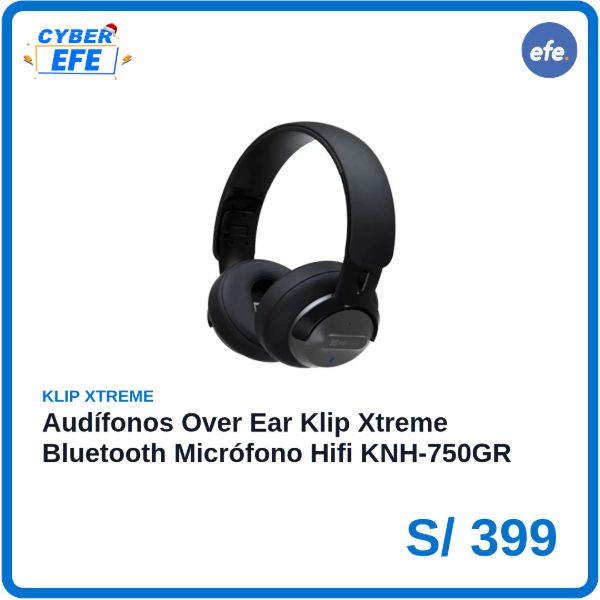 CYBER
EFE
efe.
KLIP XTREME
Audífonos Over Ear Klip Xtreme
Bluetooth Micrófono Hifi KNH-750GR
S/ 399